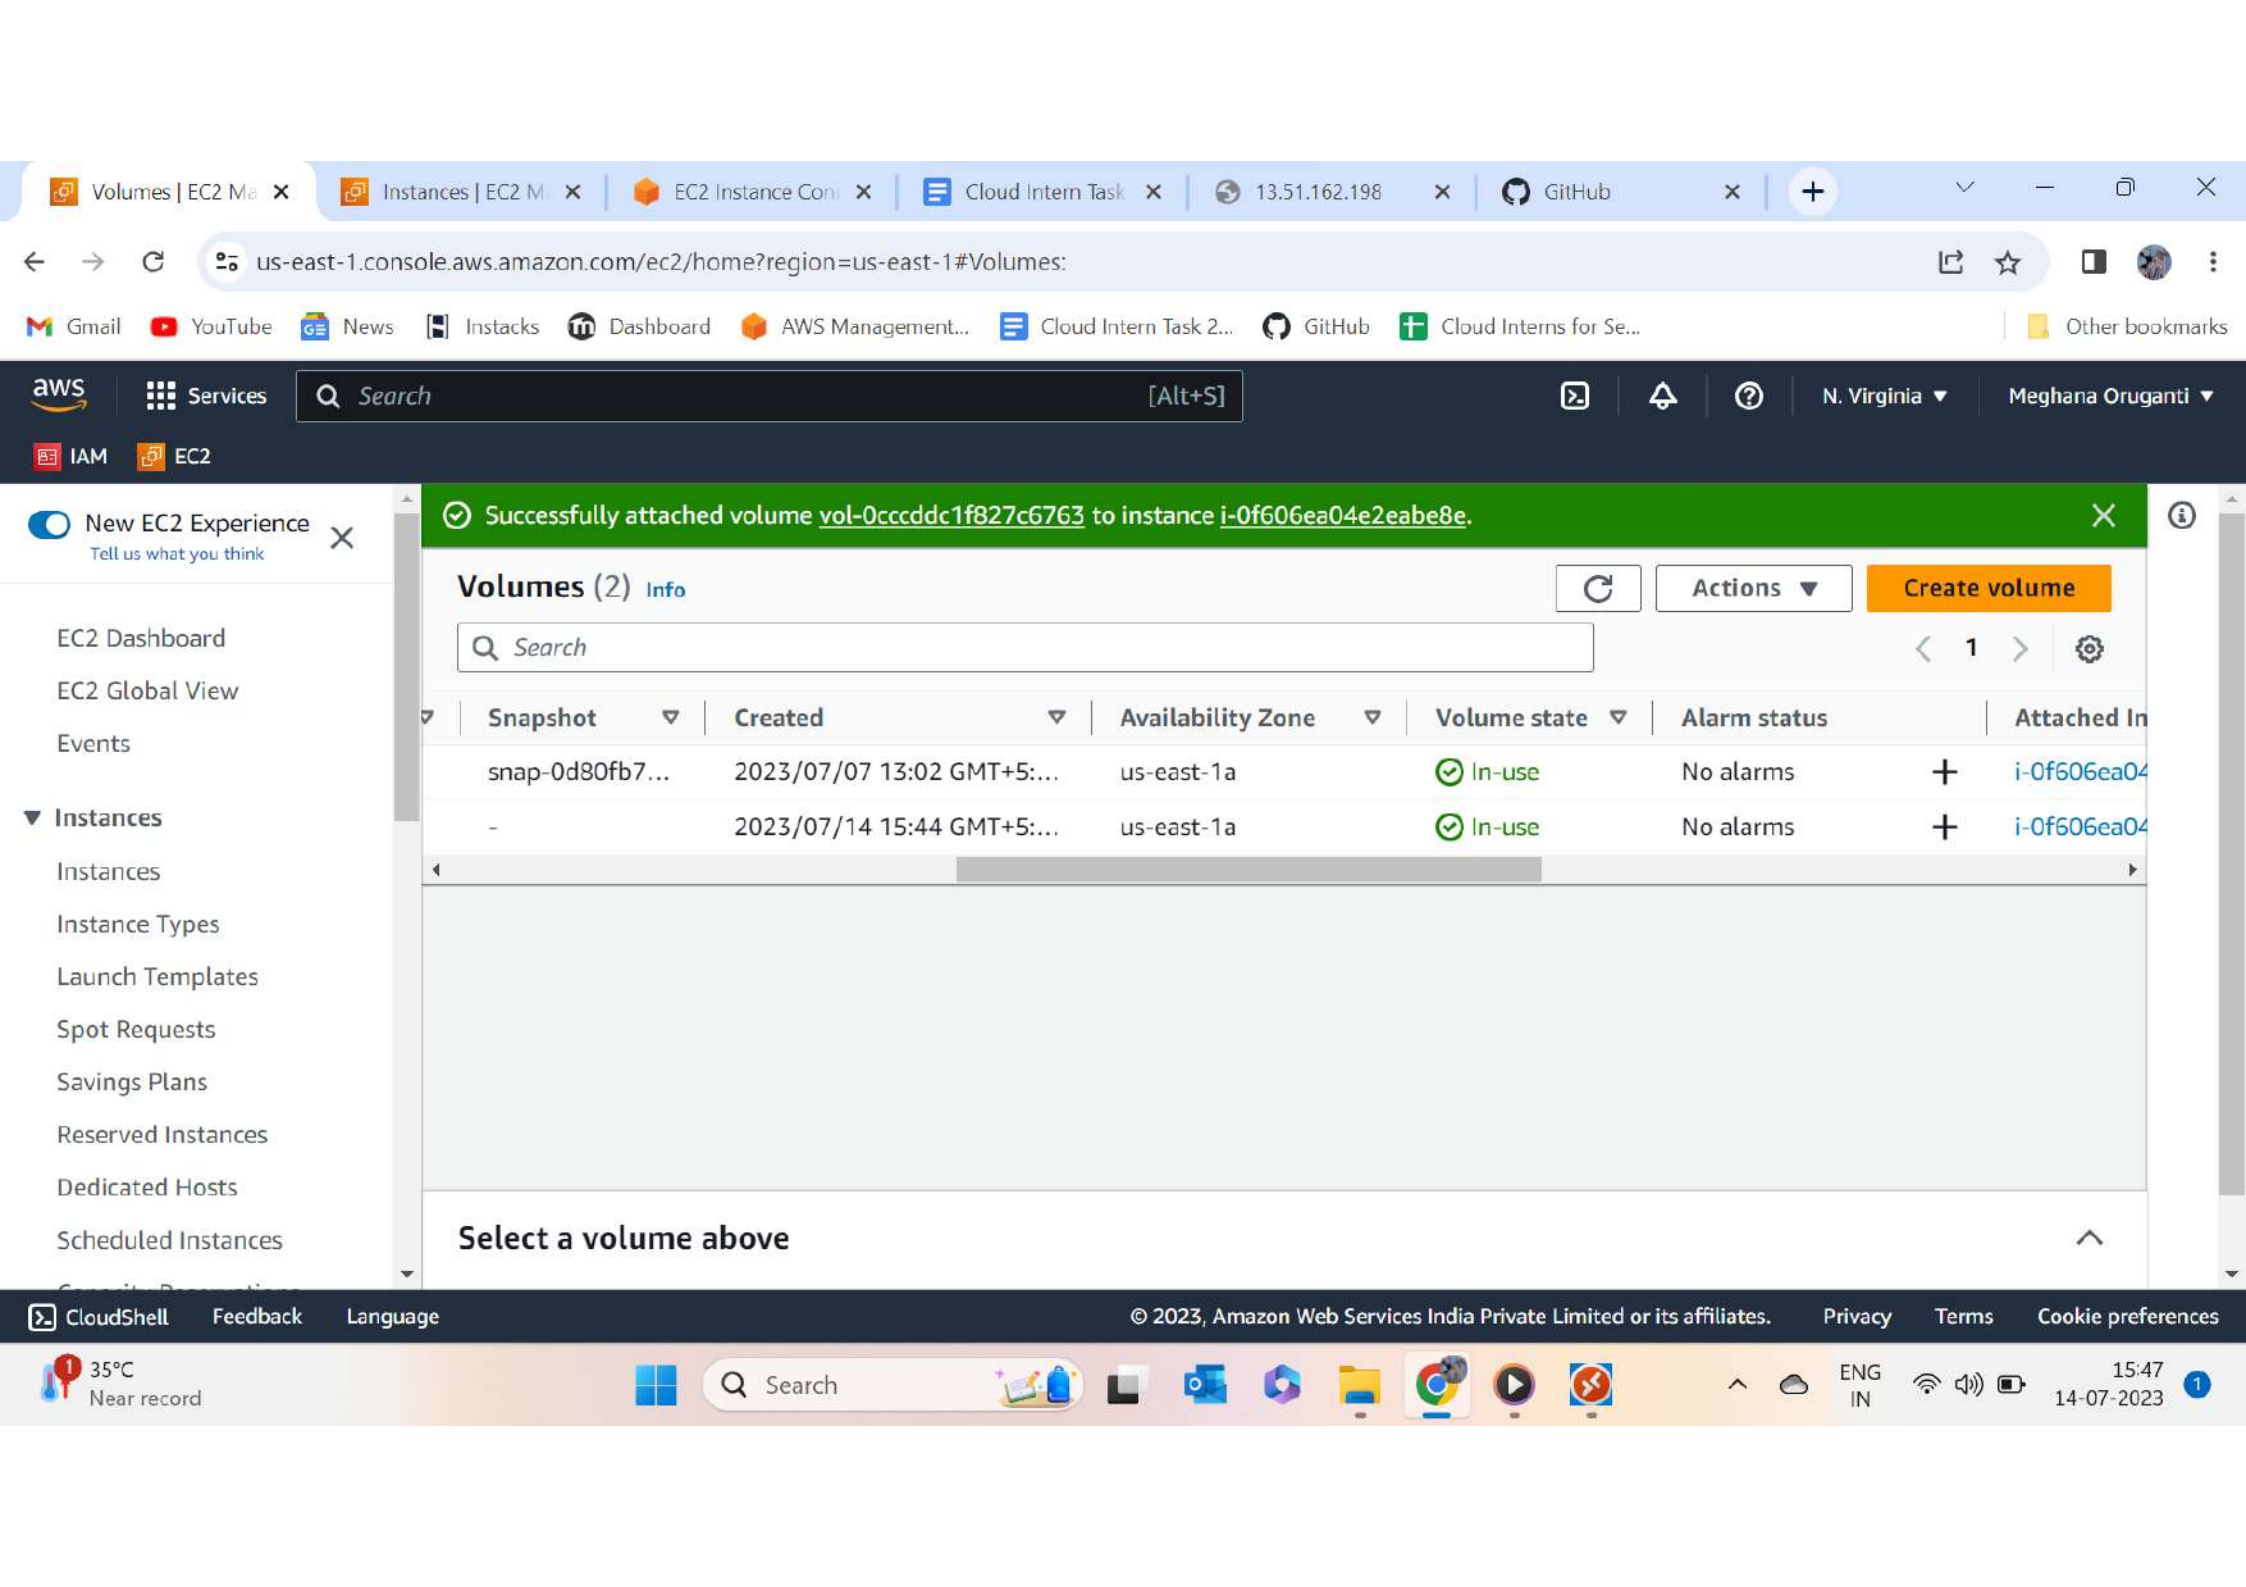 Volumes | EC2 Ma
Instances | EC2 M
EC2 Instance Con
Cloud Intern Task
13.51.162.198
GitHub
us-east-1.console.aws.amazon.com/ec2/home?region=us-east-1#Volumes:
Gmail
YouTube
GE News
Instacks
Dashboard
AWS Management...
Cloud Intern Task 2...
GitHub
Cloud Interns for Se...
Other bookmarks
aws
Services
Search
[Alt+S]
N. Virginia
Meghana Oruganti
IAM
EC2
New EC2 Experience
Tell us what you think
EC2 Dashboard
EC2 Global View
Events
Instances
Instances
Instance Types
Launch Templates
Spot Requests
Savings Plans
Reserved Instances
Dedicated Hosts
Scheduled Instances
Successfully attached volume vol-0cccddc1f827c6763 to instance i-0f606ea04e2eabe8e.
Volumes (2) Info
Actions
Create volume
Search
1
Snapshot Created Availability Zone Volume state Alarm status Attached In
snap-0d80fb7... 2023/07/07 13:02 GMT+5:... us-east-1a In-use No alarms + i-0f606ea04
- 2023/07/14 15:44 GMT+5:... us-east-1a In-use No alarms + i-0f606ea04
Select a volume above
CloudShell Feedback Language © 2023, Amazon Web Services India Private Limited or its affiliates. Privacy Terms Cookie preferences
1
35°C
Near record
Search
ENG
IN
15:47
14-07-2023
1